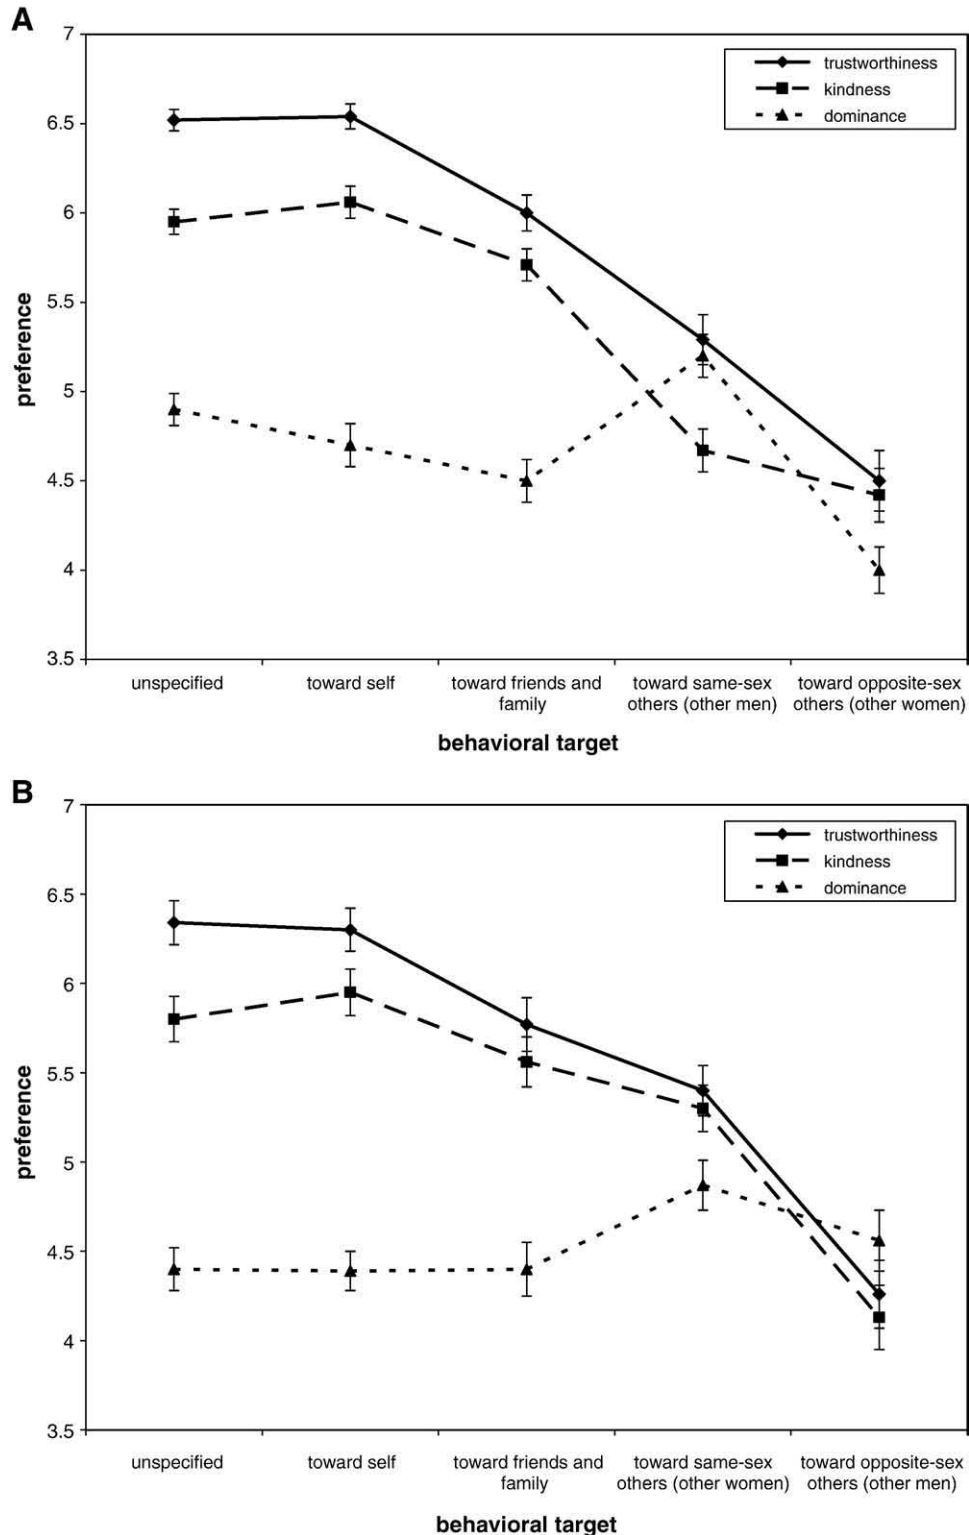 A
7
6.5
6
5.5
5
4.5
4
3.5
preference
trustworthiness
kindness
dominance
unspecified
toward self
toward friends and
family
toward same-sex
others (other men)
toward opposite-sex
others (other women)
behavioral target
B
7
6.5
6
5.5
5
4.5
4
3.5
preference
trustworthiness
kindness
dominance
unspecified
toward self
toward friends and
family
toward same-sex
others (other women)
toward opposite-sex
others (other men)
behavioral target